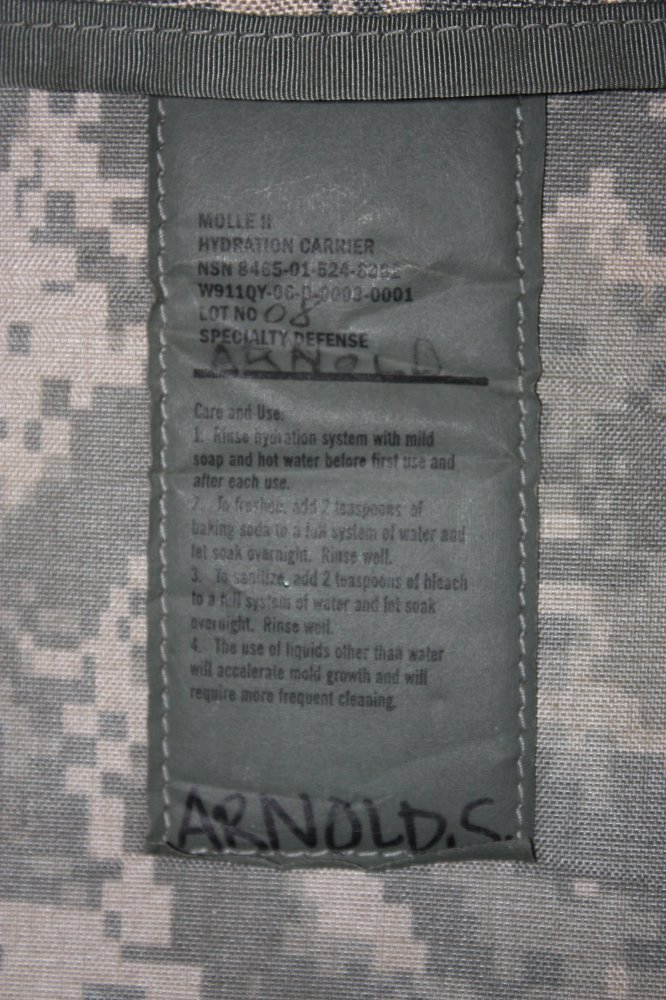 MOLLE II
HYDRATION CARRIER
NSN 8465-01-524-
LOT NO 08
SPECIALTY DEFENSE
ARNOLD
Care and Use:
1. Rinse hydration system with mild
soap and hot water before first use and
after each use.
2. To freshen, add 2 teaspoons of
baking soda to a full system of water and
let soak overnight. Rinse well.
3. To sanitize, add 2 teaspoons of bleach
to a full system of water and let soak
overnight. Rinse well.
4. The use of liquids other than water
will accelerate mold growth and will
require more frequent cleaning.
ARNOLD.S.